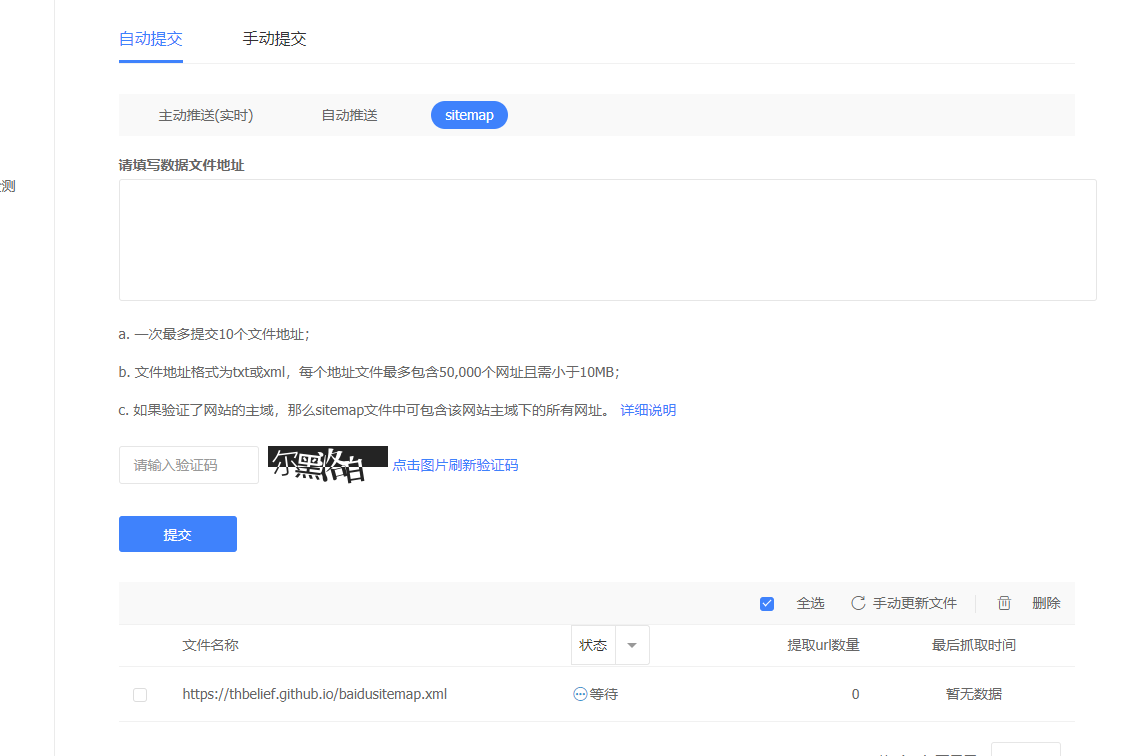 自动提交 手动提交
主动推送(实时) 自动推送 sitemap
请填写数据文件地址
测
a. 一次最多提交10个文件地址；
b. 文件地址格式为txt或xml，每个地址文件最多包含50,000个网址且需小于10MB；
c. 如果验证了网站的主域，那么sitemap文件中可包含该网站主域下的所有网址。 详细说明
请输入验证码 尔黑洛白 点击图片刷新验证码
提交
全选 手动更新文件 删除
文件名称 状态 提取url数量 最后抓取时间
https://thbelief.github.io/baidusitemap.xml 等待 0 暂无数据